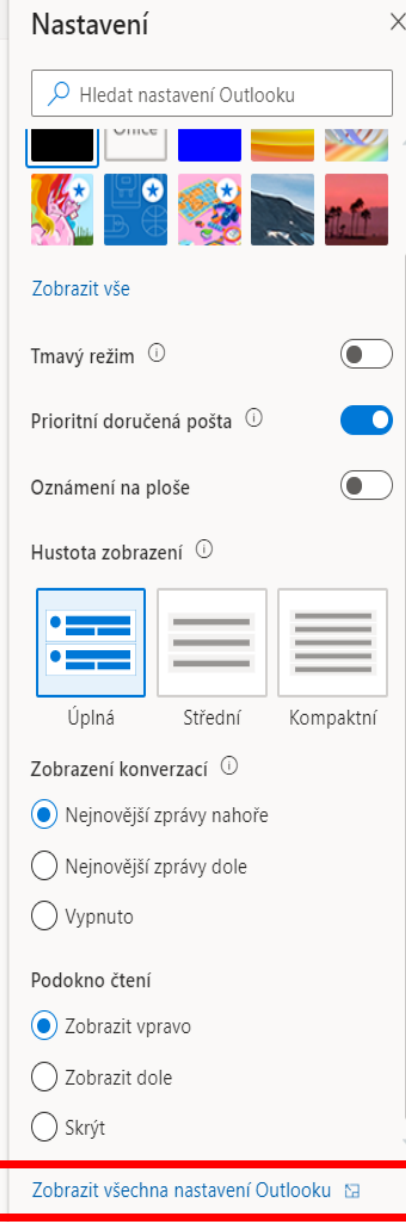 Nastavení
Hledat nastavení Outlooku
Office
Zobrazit vše
Tmavý režim
Prioritní doručená pošta
Oznámení na ploše
Hustota zobrazení
Úplná Střední Kompaktní
Zobrazení konverzací
Nejnovější zprávy nahoře
Nejnovější zprávy dole
Vypnuto
Podokno čtení
Zobrazit vpravo
Zobrazit dole
Skrýt
Zobrazit všechna nastavení Outlooku